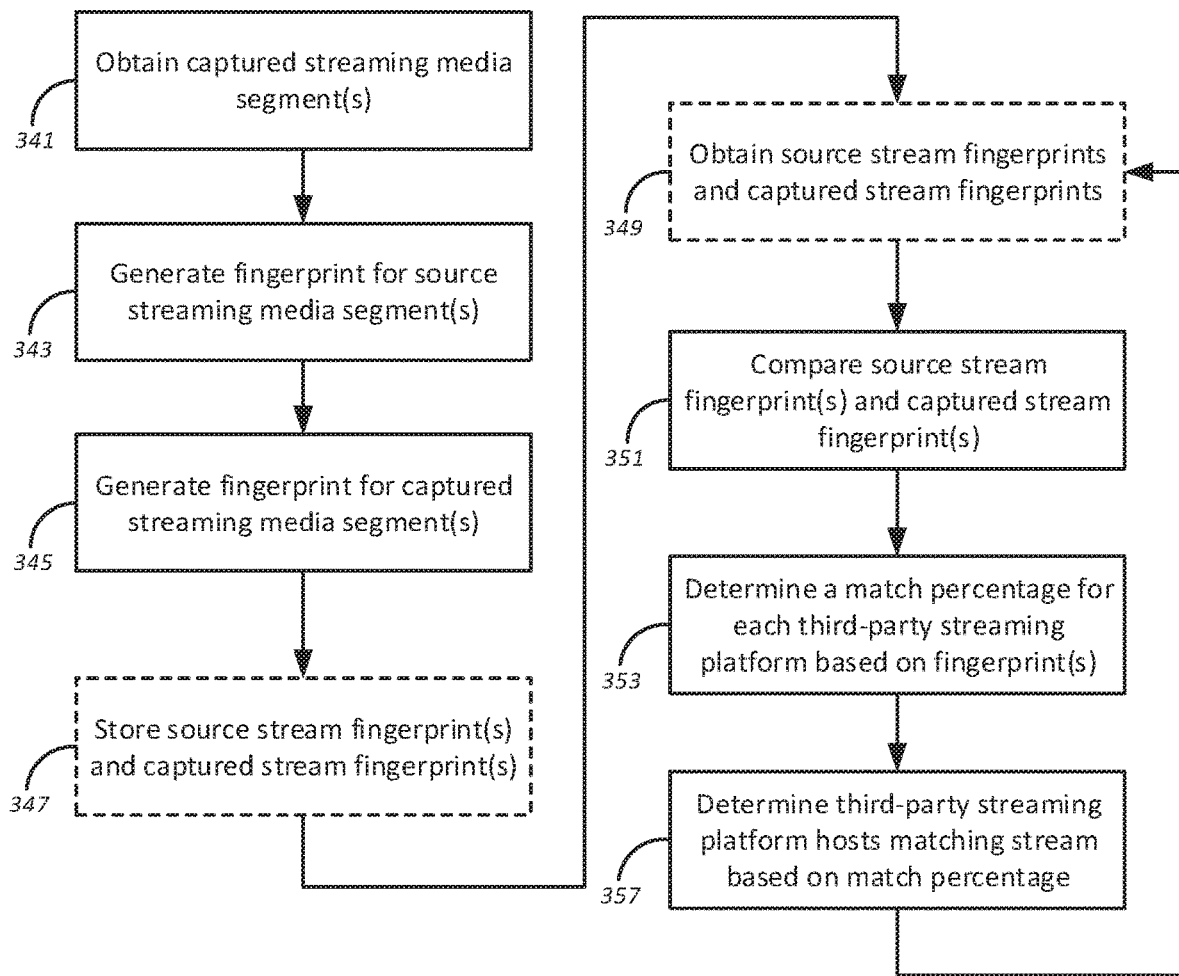 Obtain captured streaming media
segment(s)
341
Generate fingerprint for source
streaming media segment(s)
343
Generate fingerprint for captured
streaming media segment(s)
345
Store source stream fingerprint(s)
and captured stream fingerprint(s)
347
Obtain source stream fingerprints
and captured stream fingerprints
349
Compare source stream
fingerprint(s) and captured stream
fingerprint(s)
351
Determine a match percentage for
each third-party streaming
platform based on fingerprint(s)
353
Determine third-party streaming
platform hosts matching stream
based on match percentage
357